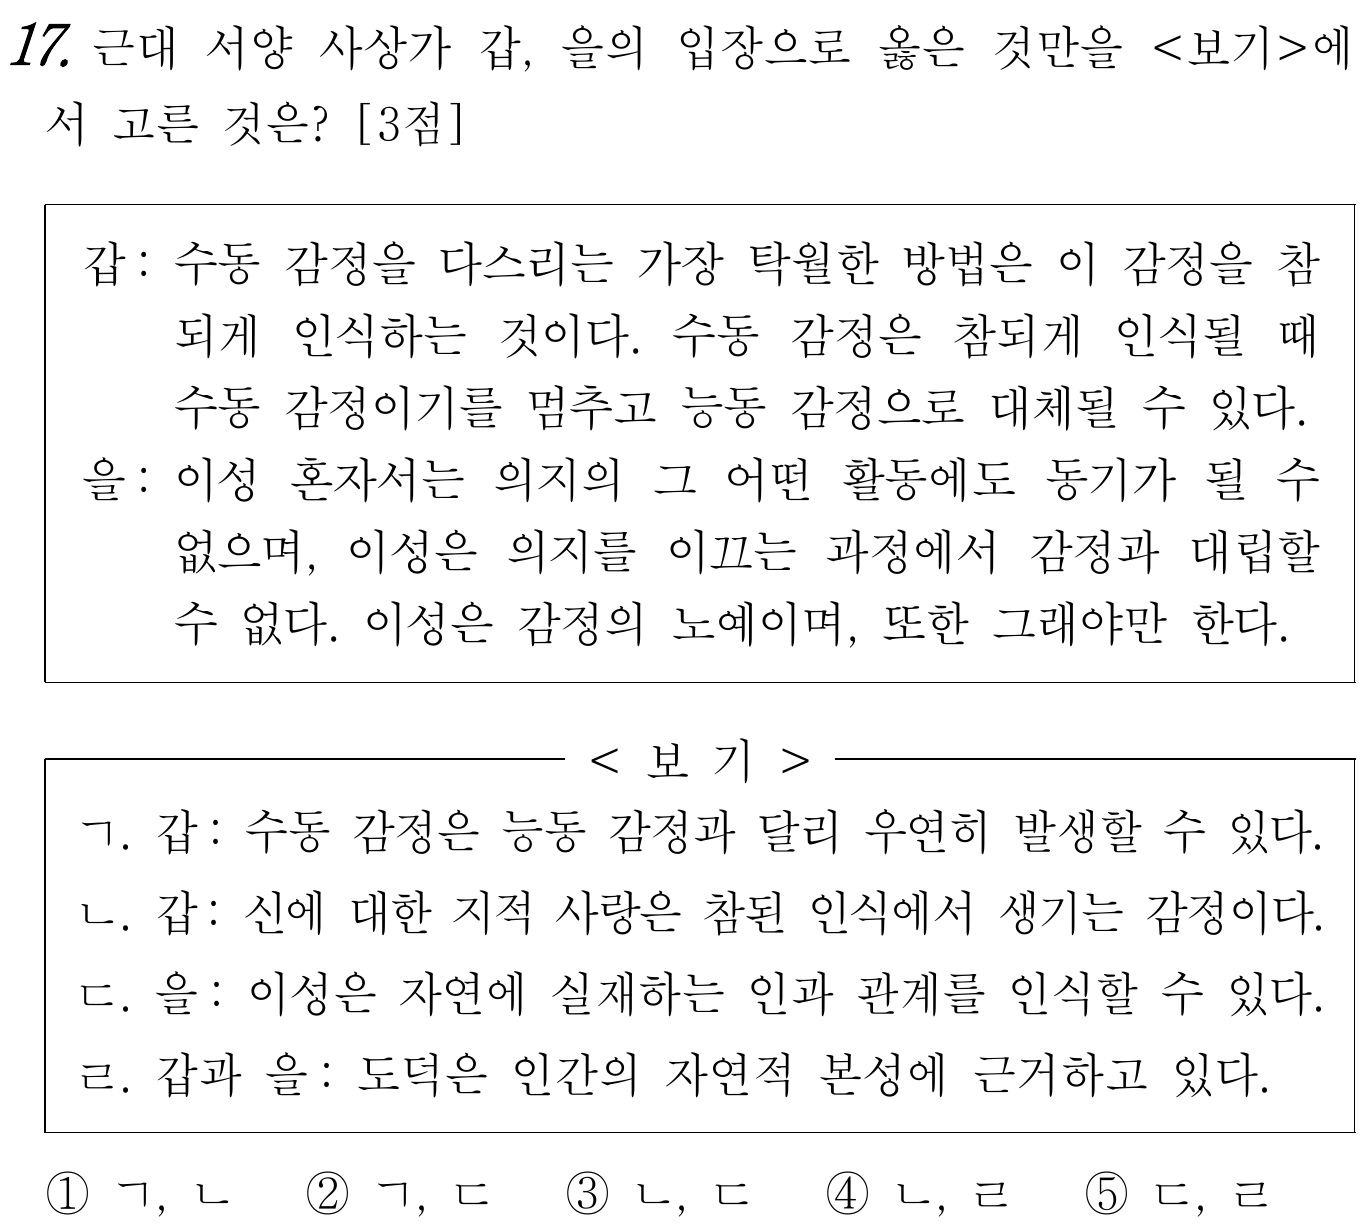 17. 근대 서양 사상가 갑, 을의 입장으로 옳은 것만을 <보기>에
서 고른 것은? [3점]
갑: 수동 감정을 다스리는 가장 탁월한 방법은 이 감정을 참
되게 인식하는 것이다. 수동 감정은 참되게 인식될 때
수동 감정이기를 멈추고 능동 감정으로 대체될 수 있다.
을: 이성 혼자서는 의지의 그 어떤 활동에도 동기가 될 수
없으며, 이성은 의지를 이끄는 과정에서 감정과 대립할
수 없다. 이성은 감정의 노예이며, 또한 그래야만 한다.
< 보 기 >
ㄱ. 갑: 수동 감정은 능동 감정과 달리 우연히 발생할 수 있다.
ㄴ. 갑: 신에 대한 지적 사랑은 참된 인식에서 생기는 감정이다.
ㄷ. 을: 이성은 자연에 실재하는 인과 관계를 인식할 수 있다.
ㄹ. 갑과 을: 도덕은 인간의 자연적 본성에 근거하고 있다.
① ㄱ, ㄴ ② ㄱ, ㄷ ③ ㄴ, ㄷ ④ ㄴ, ㄹ ⑤ ㄷ, ㄹ